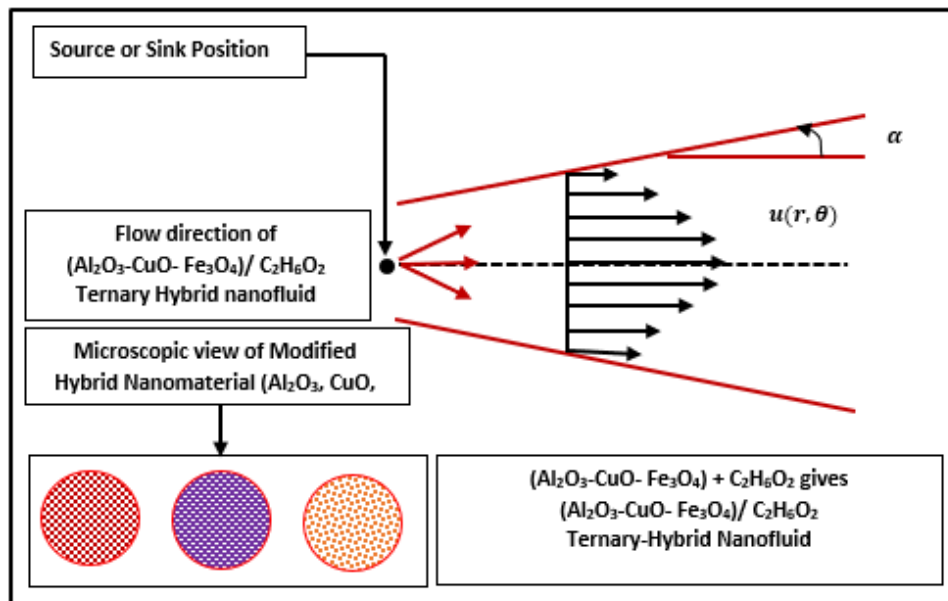 Source or Sink Position
α
u(r, θ)
Flow direction of
(Al₂O₃-CuO- Fe₃O₄)/ C₂H₆O₂
Ternary Hybrid nanofluid
Microscopic view of Modified
Hybrid Nanomaterial (Al₂O₃, CuO,
(Al₂O₃-CuO- Fe₃O₄) + C₂H₆O₂ gives
(Al₂O₃-CuO- Fe₃O₄)/ C₂H₆O₂
Ternary-Hybrid Nanofluid